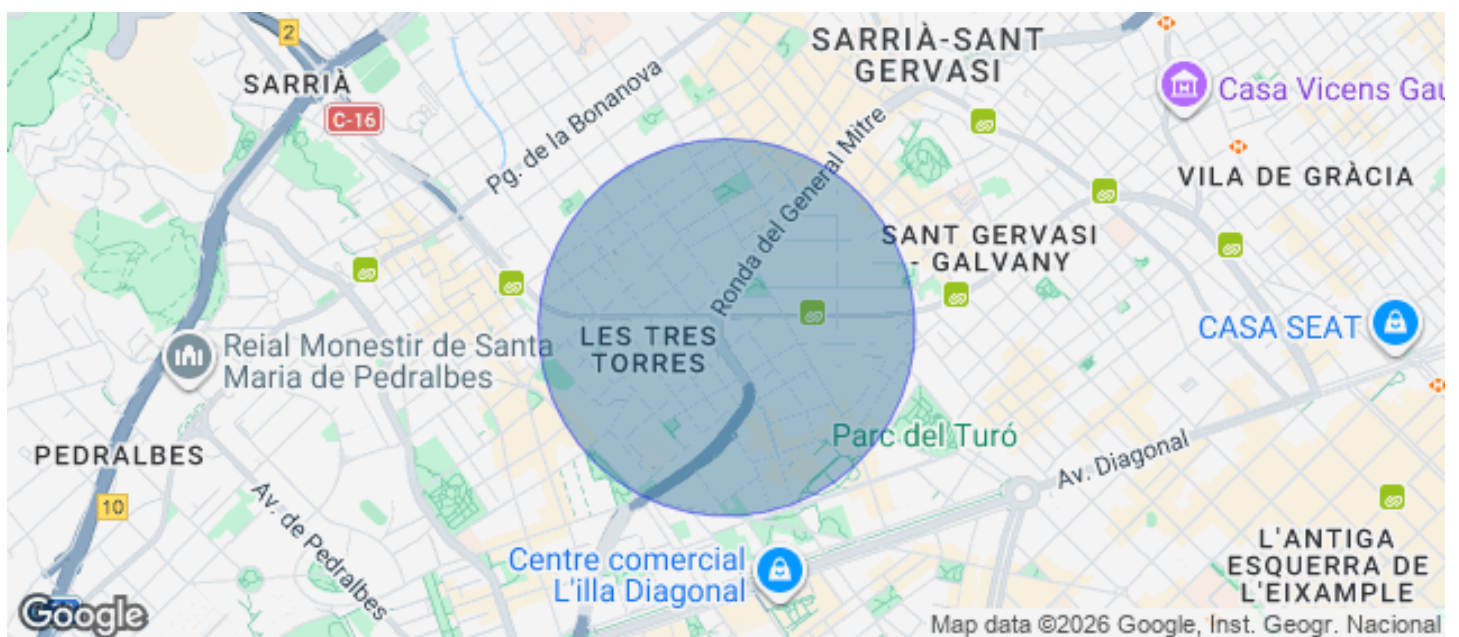 SARRIÀ-SANT
GERVASI
2
SARRIÀ
C-16
Pg. de la Bonanova
Casa Vicens Gau
Ronda del General Mitre
VILA DE GRÀCIA
SANT GERVASI
- GALVANY
LES TRES
TORRES
CASA SEAT
Reial Monestir de Santa
Maria de Pedralbes
Parc del Turó
PEDRALBES
Av. Diagonal
10
Av. de Pedralbes
Centre comercial
L'illa Diagonal
L'ANTIGA
ESQUERRA DE
L'EIXAMPLE
Google
Map data ©2026 Google, Inst. Geogr. Nacional